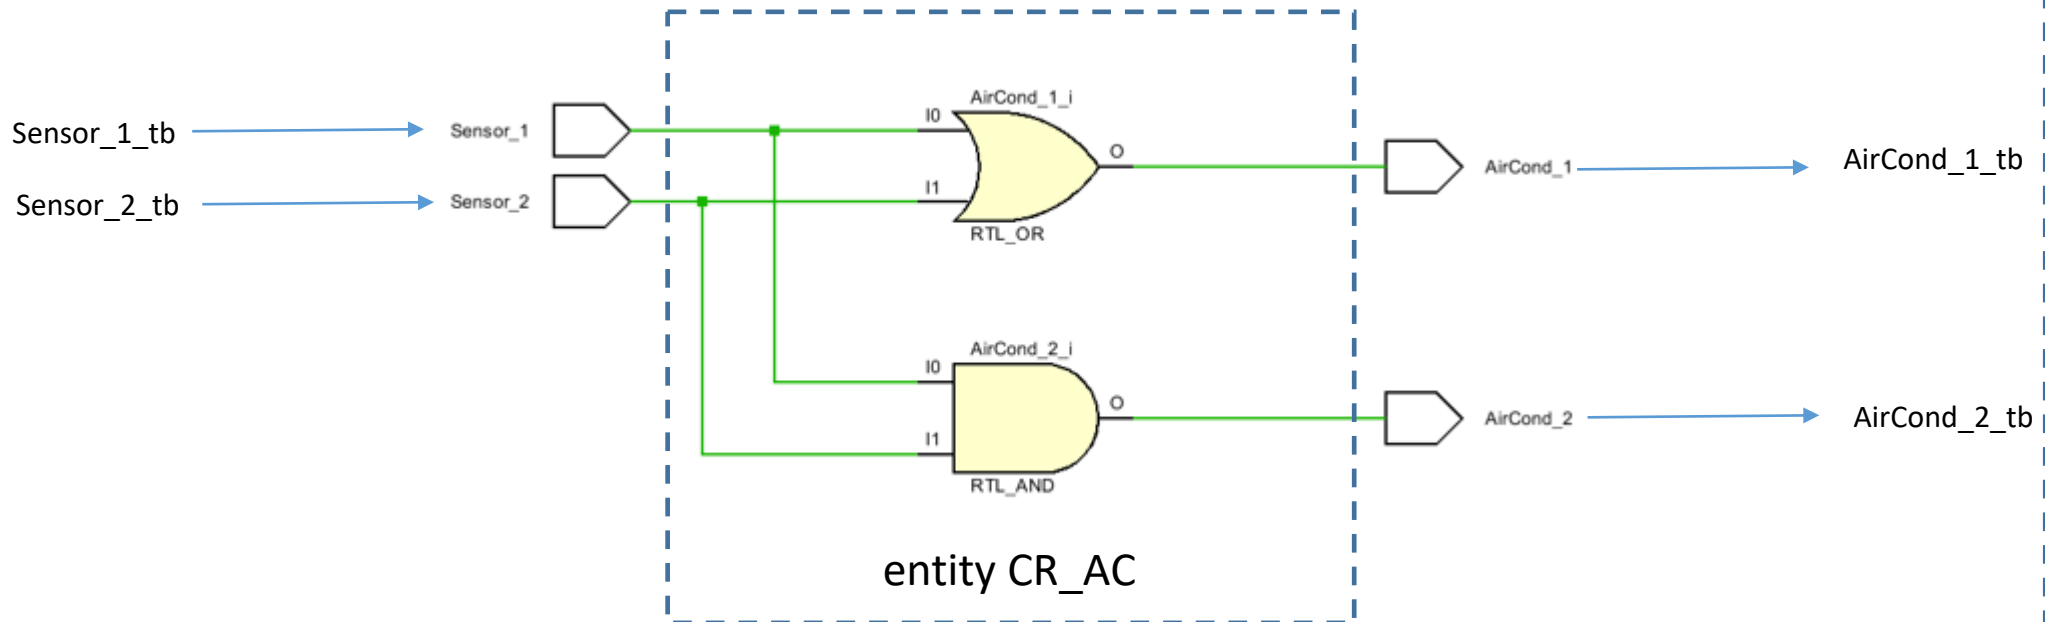 AirCond_1_i
I0
Sensor_1_tb
Sensor_1
O
AirCond_1
AirCond_1_tb
I1
Sensor_2_tb
Sensor_2
RTL_OR
AirCond_2_i
I0
O
AirCond_2
AirCond_2_tb
I1
RTL_AND
entity CR_AC